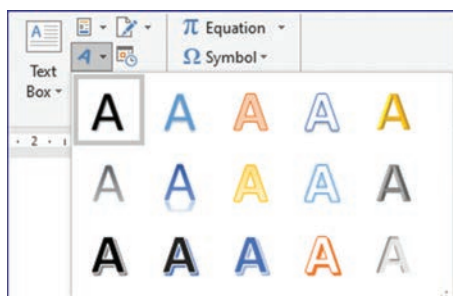 A
π Equation
A
Ω Symbol
Text
Box
· 2 · ı
A A A A A
A A A A A
A A A A A